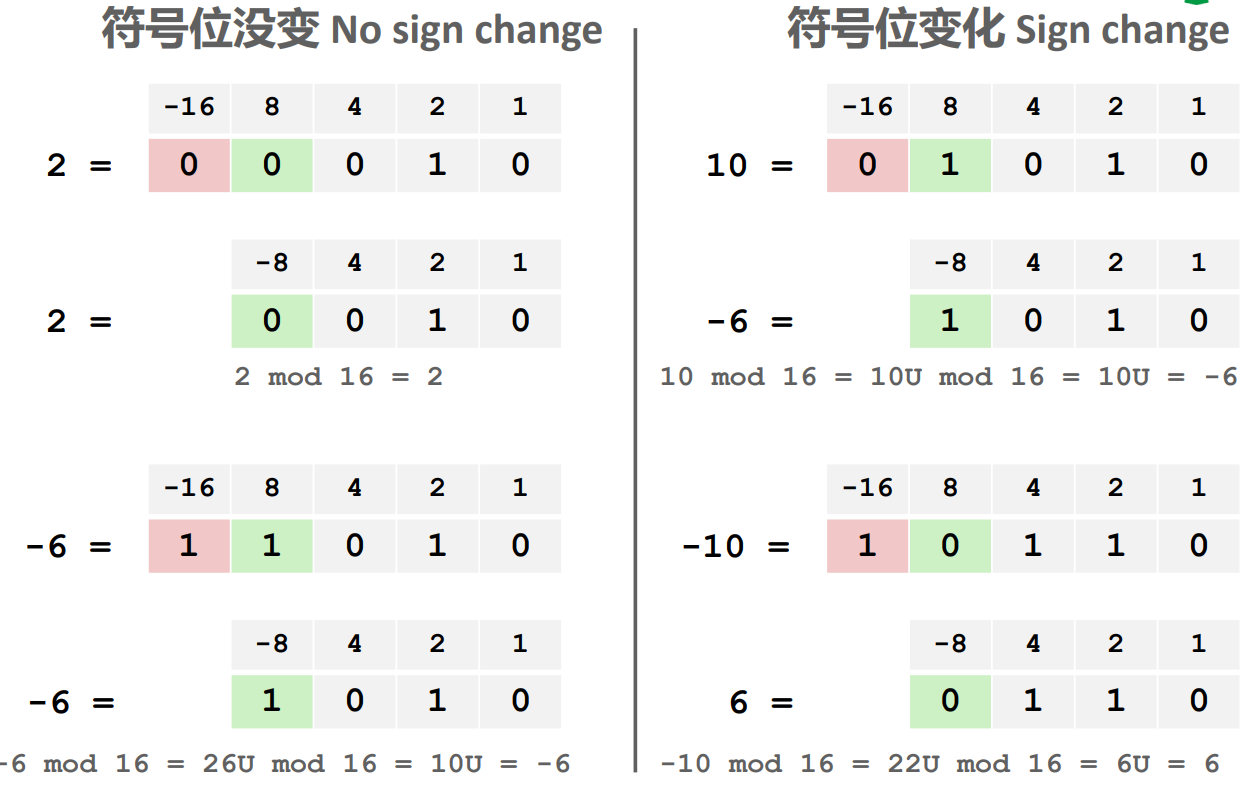 符号位没变 No sign change
-16 8 4 2 1
2 = 0 0 0 1 0
-8 4 2 1
2 = 0 0 1 0
2 mod 16 = 2
-16 8 4 2 1
-6 = 1 1 0 1 0
-8 4 2 1
-6 = 1 0 1 0
-6 mod 16 = 26U mod 16 = 10U = -6
符号位变化 Sign change
-16 8 4 2 1
10 = 0 1 0 1 0
-8 4 2 1
-6 = 1 0 1 0
10 mod 16 = 10U mod 16 = 10U = -6
-16 8 4 2 1
-10 = 1 0 1 1 0
-8 4 2 1
6 = 0 1 1 0
-10 mod 16 = 22U mod 16 = 6U = 6